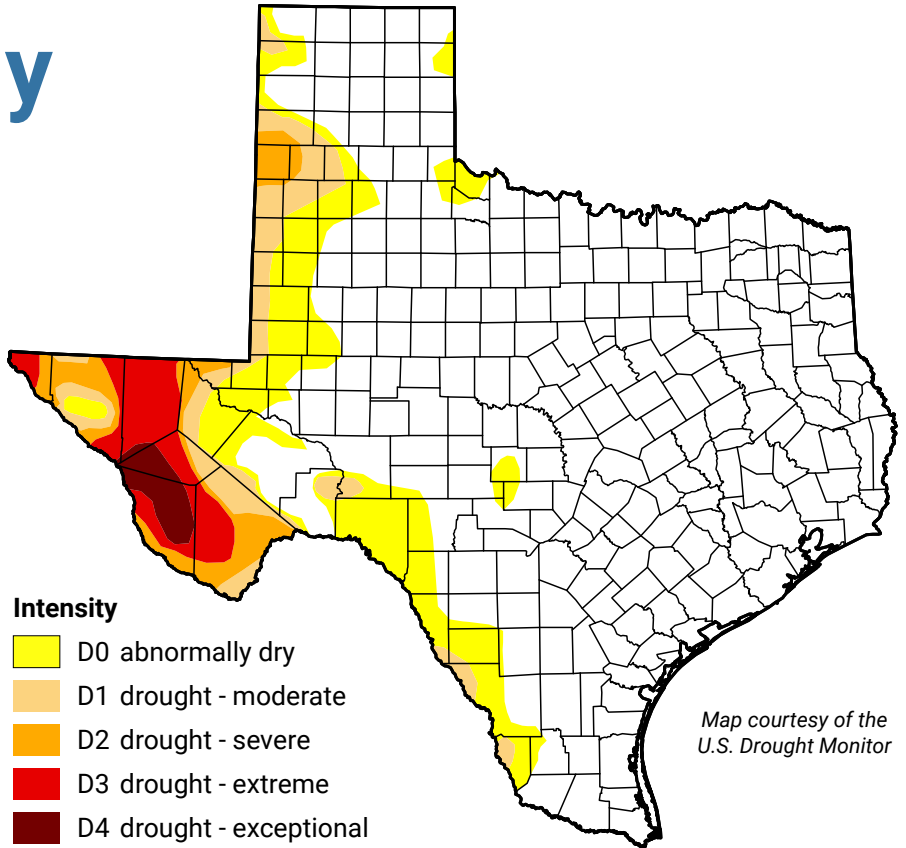 y
Intensity
D0 abnormally dry
D1 drought - moderate
D2 drought - severe
D3 drought - extreme
D4 drought - exceptional
Map courtesy of the
U.S. Drought Monitor